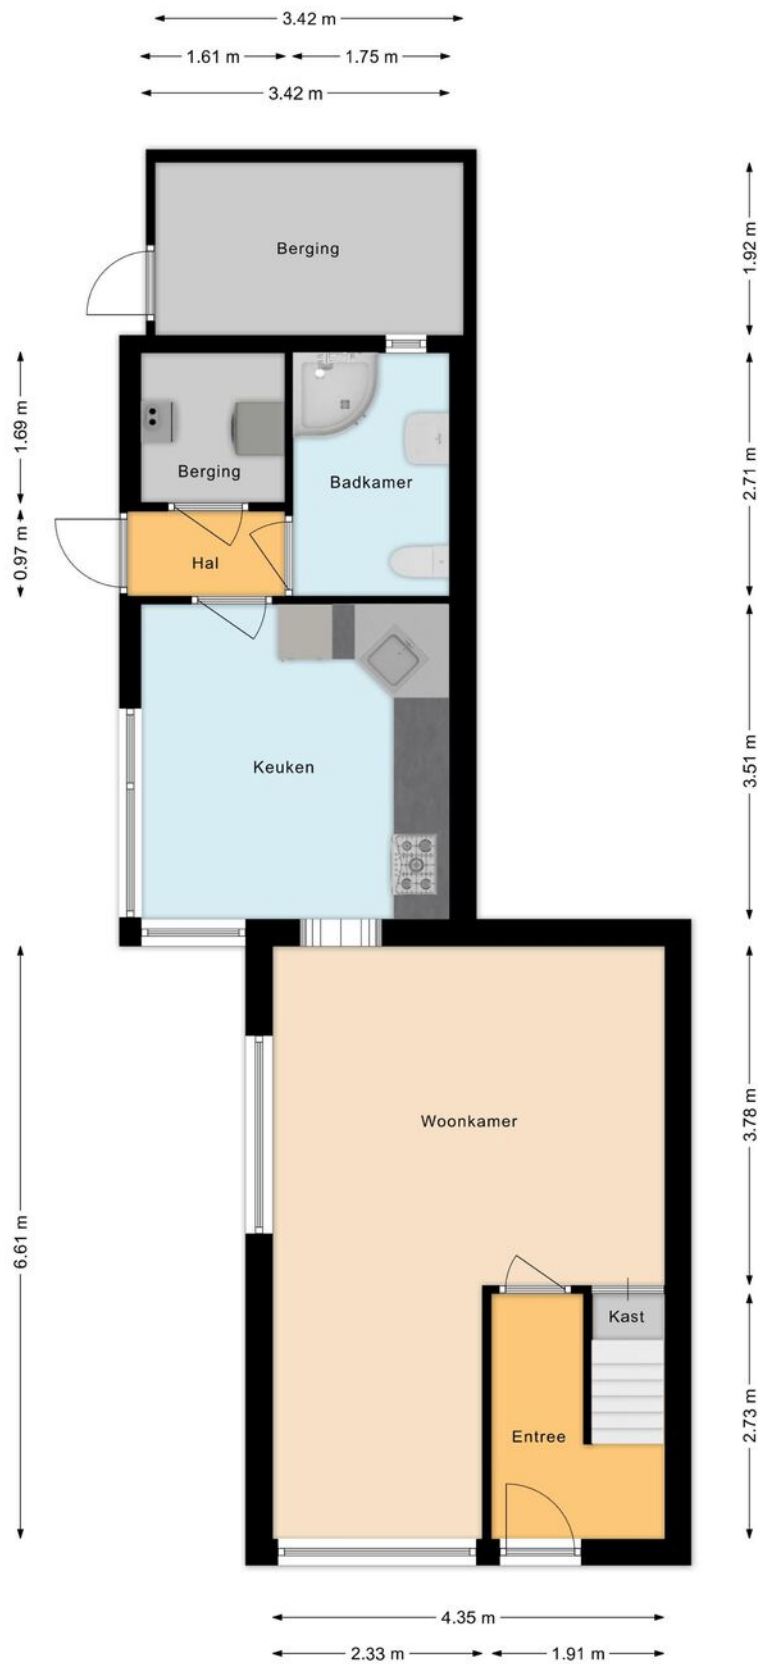 3.42 m
1.61 m
1.75 m
3.42 m
Berging
1.92 m
1.69 m
Berging
Badkamer
2.71 m
0.97 m
Hal
Keuken
3.51 m
Woonkamer
3.78 m
6.61 m
Kast
Entree
2.73 m
4.35 m
2.33 m
1.91 m